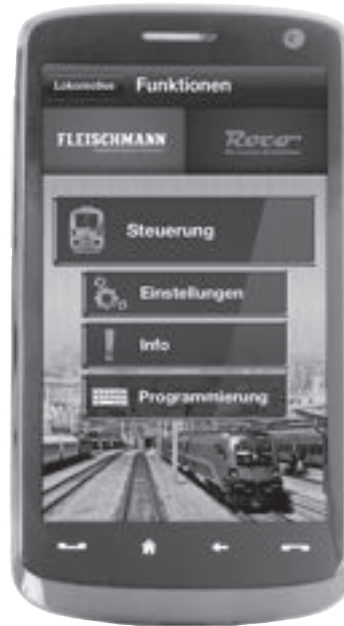 Lokomotive Funktionen
FLEISCHMANN Roco
Steuerung
Einstellungen
Info
Programmierung